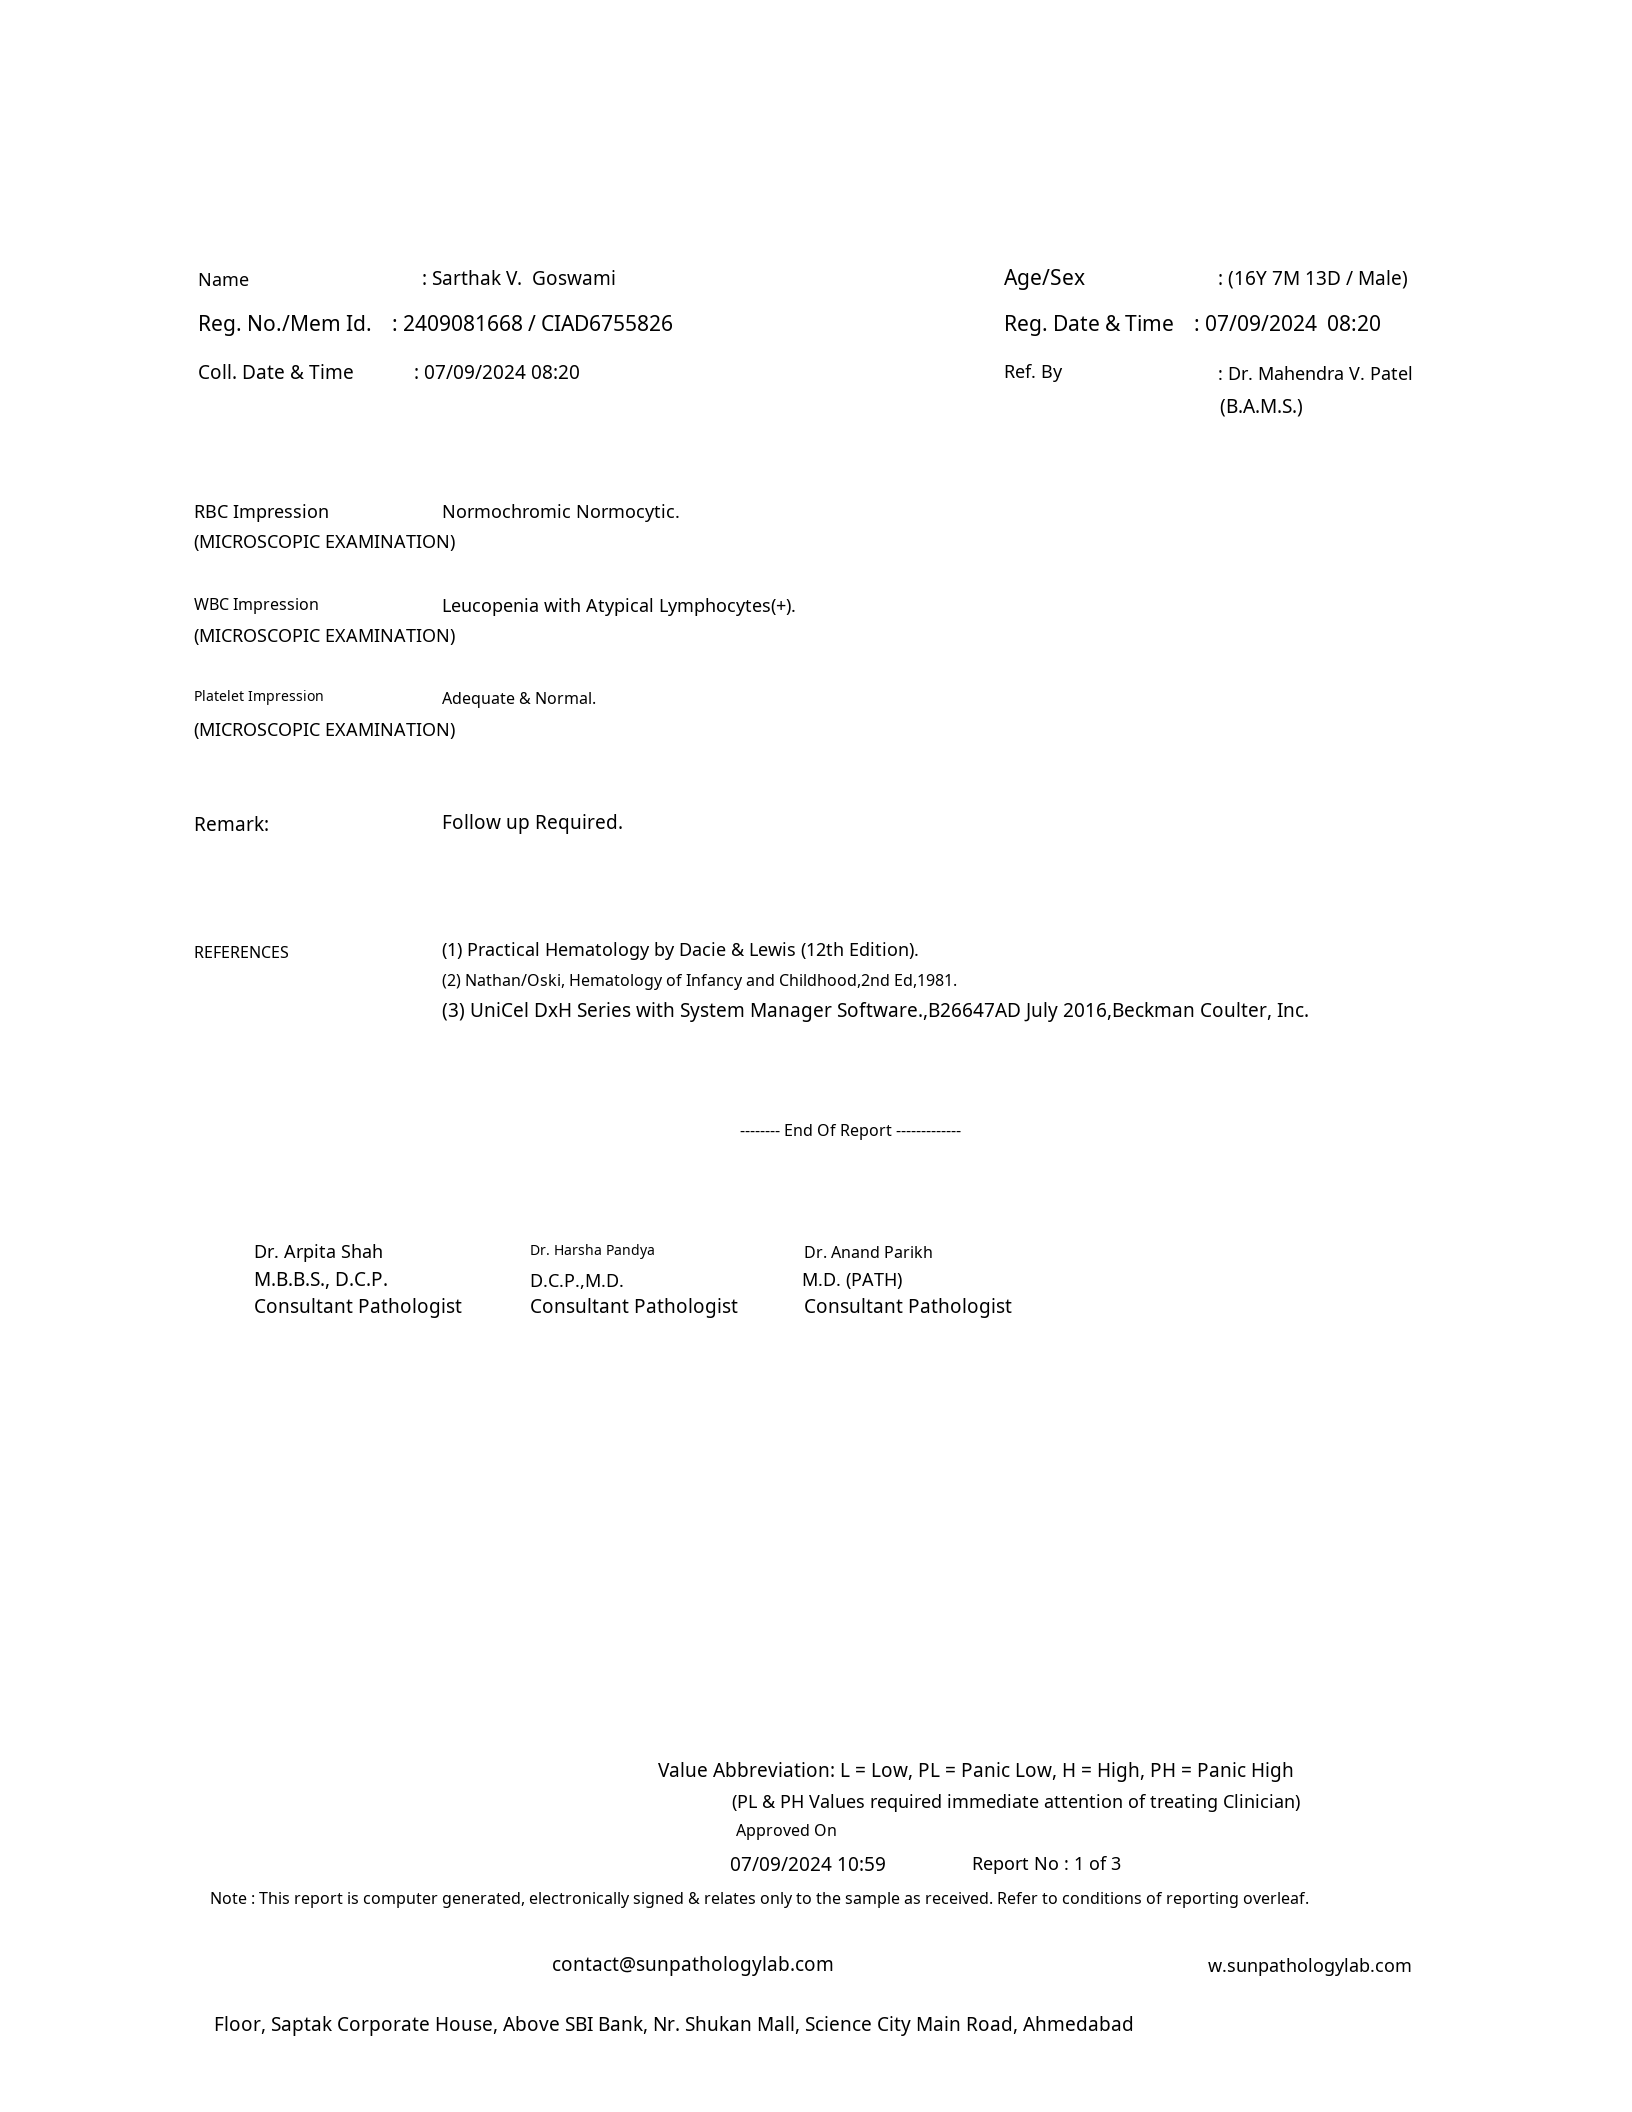 Name : Sarthak V.  Goswami Age/Sex : (16Y 7M 13D / Male)
Reg. No./Mem Id. : 2409081668 / CIAD6755826 Reg. Date & Time : 07/09/2024  08:20
Coll. Date & Time : 07/09/2024 08:20 Ref. By : Dr. Mahendra V. Patel
(B.A.M.S.)
RBC Impression Normochromic Normocytic.
(MICROSCOPIC EXAMINATION)
WBC Impression Leucopenia with Atypical Lymphocytes(+).
(MICROSCOPIC EXAMINATION)
Platelet Impression Adequate & Normal.
(MICROSCOPIC EXAMINATION)
Remark: Follow up Required.
REFERENCES (1) Practical Hematology by Dacie & Lewis (12th Edition).
(2) Nathan/Oski, Hematology of Infancy and Childhood,2nd Ed,1981.
(3) UniCel DxH Series with System Manager Software.,B26647AD July 2016,Beckman Coulter, Inc.
-------- End Of Report -------------
Dr. Arpita Shah Dr. Harsha Pandya Dr. Anand Parikh
M.B.B.S., D.C.P. D.C.P.,M.D. M.D. (PATH)
Consultant Pathologist Consultant Pathologist Consultant Pathologist
Value Abbreviation: L = Low, PL = Panic Low, H = High, PH = Panic High
(PL & PH Values required immediate attention of treating Clinician)
Approved On
07/09/2024 10:59 Report No : 1 of 3
Note : This report is computer generated, electronically signed & relates only to the sample as received. Refer to conditions of reporting overleaf.
contact@sunpathologylab.com w.sunpathologylab.com
Floor, Saptak Corporate House, Above SBI Bank, Nr. Shukan Mall, Science City Main Road, Ahmedabad